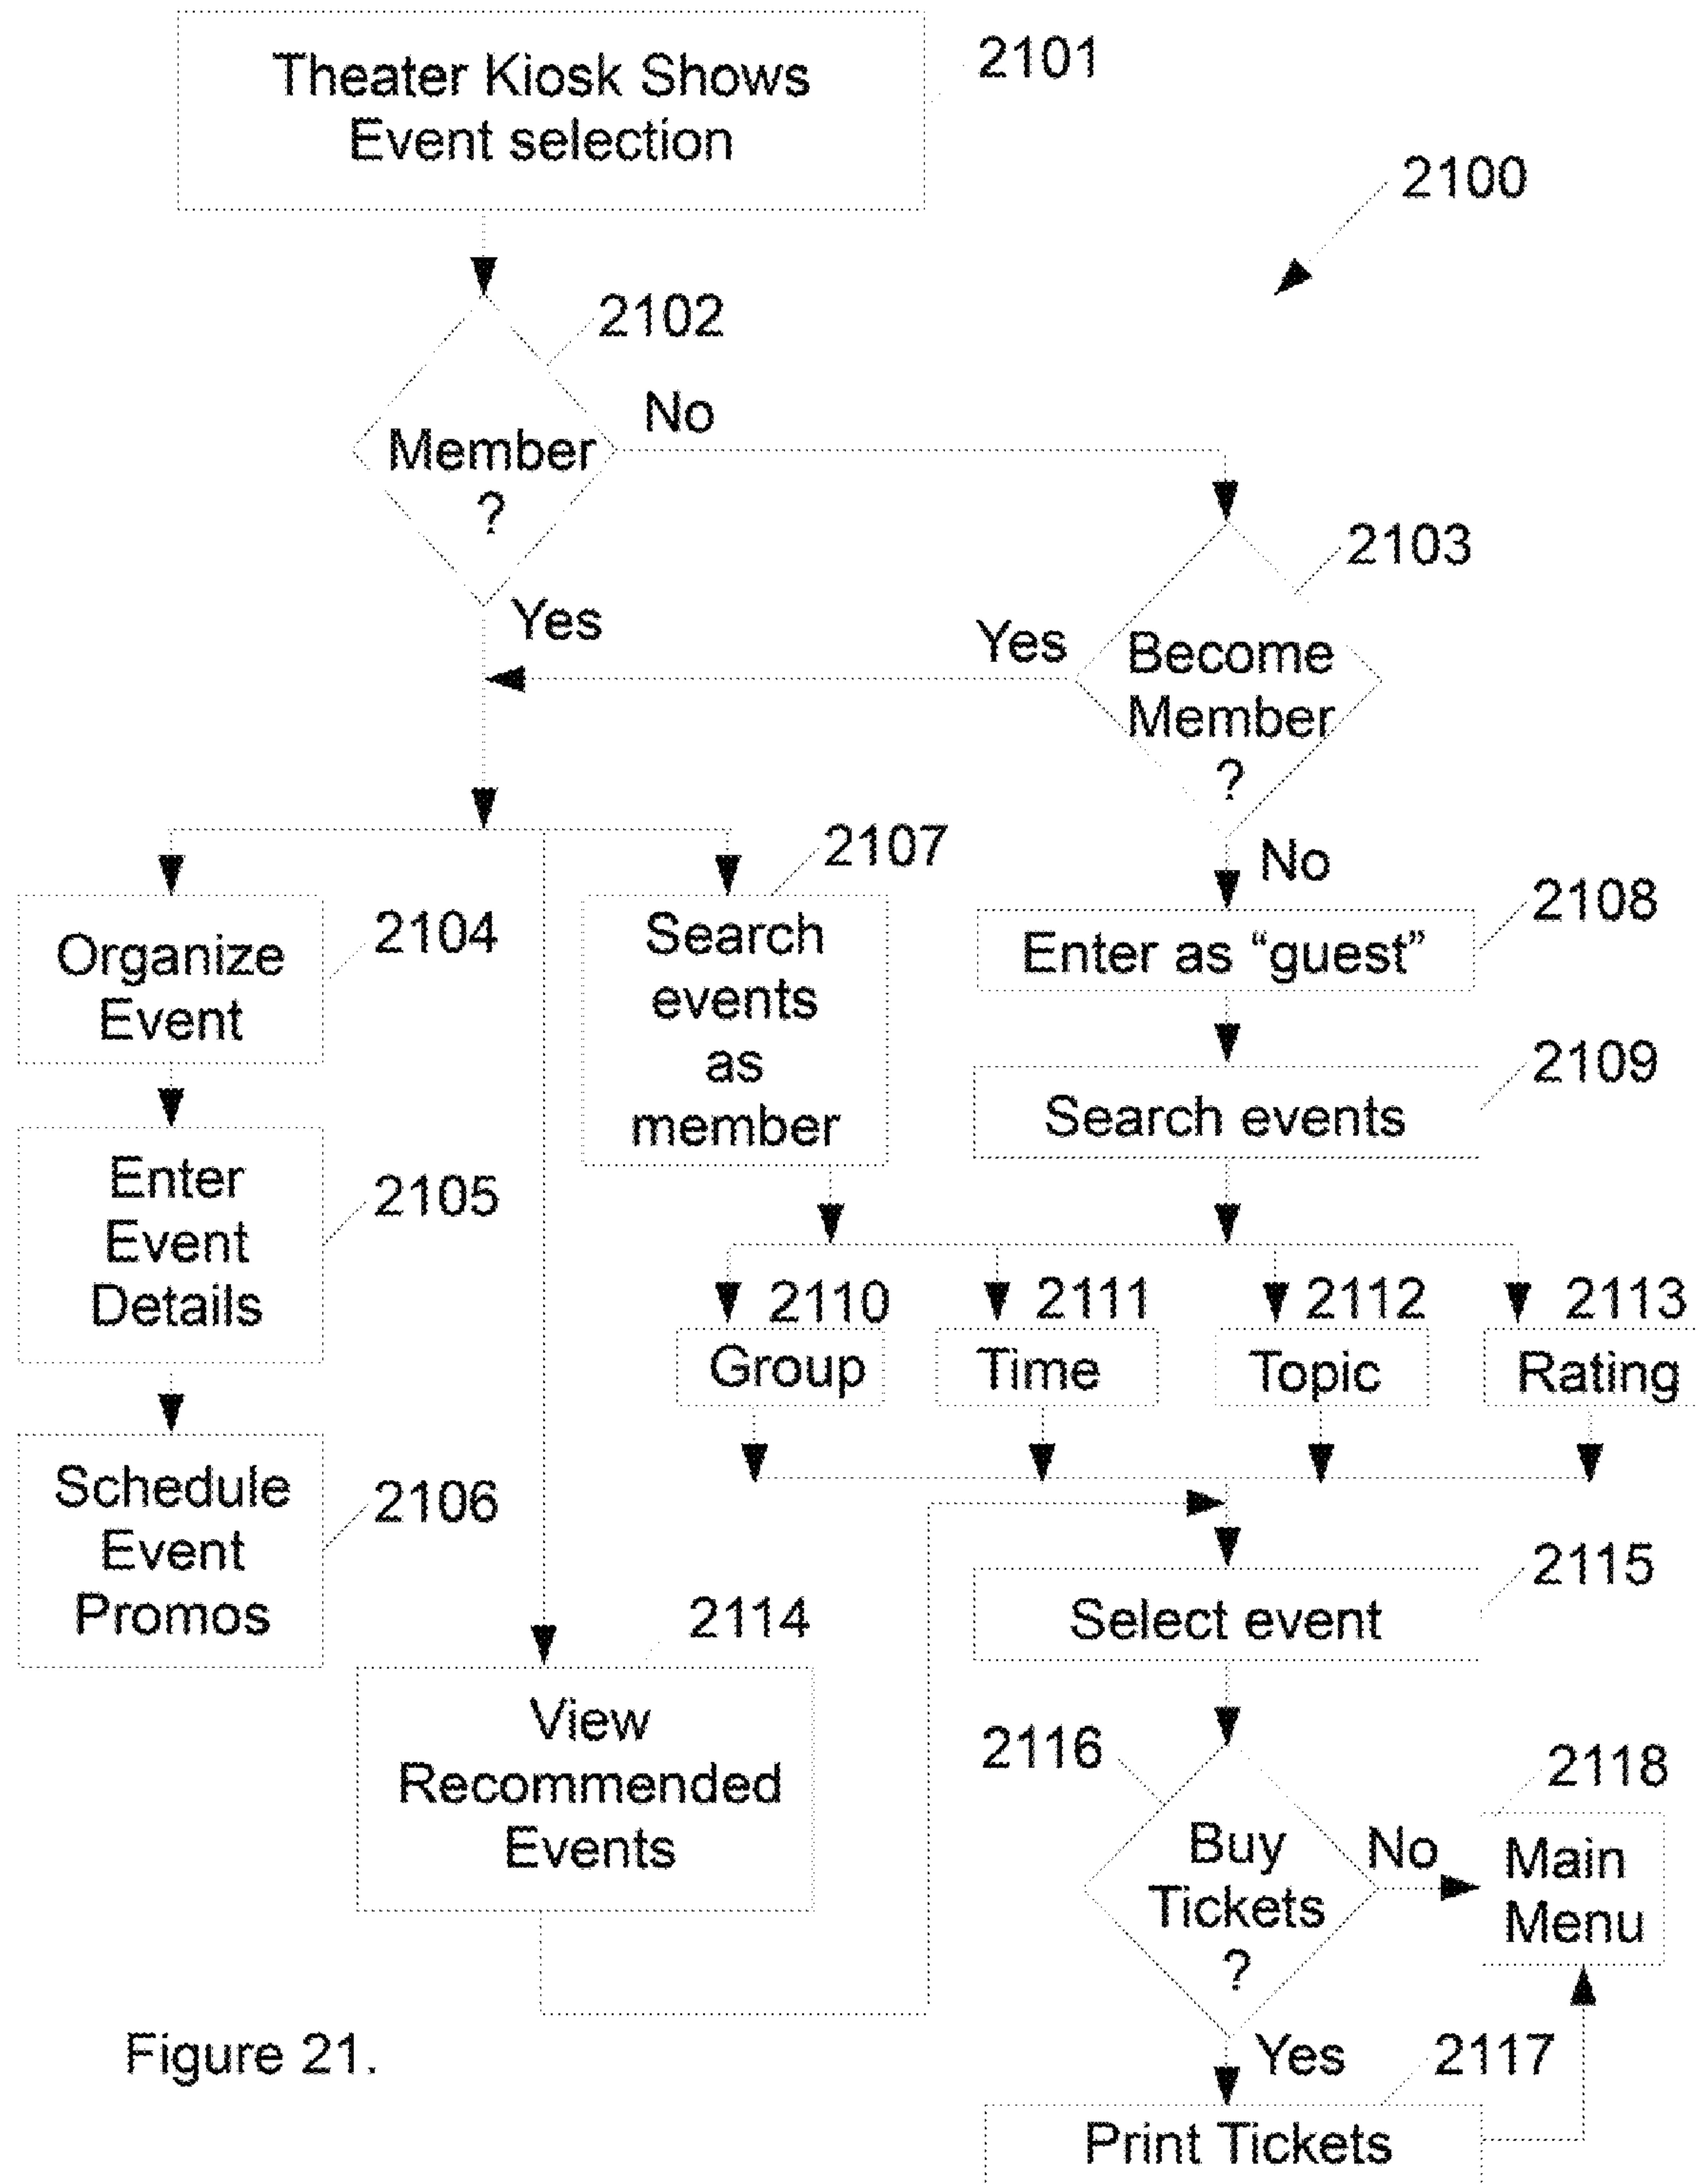 Theater Kiosk Shows
Event selection
2101
2100
2102
Member
?
No
Yes
2103
Become
Member
?
Yes
No
2104
Organize
Event
2107
Search
events
as
member
2108
Enter as “guest”
2109
Search events
2105
Enter
Event
Details
2110
Group
2111
Time
2112
Topic
2113
Rating
2106
Schedule
Event
Promos
2114
View
Recommended
Events
2115
Select event
2116
Buy
Tickets
?
No
2118
Main
Menu
Yes
2117
Print Tickets
Figure 21.